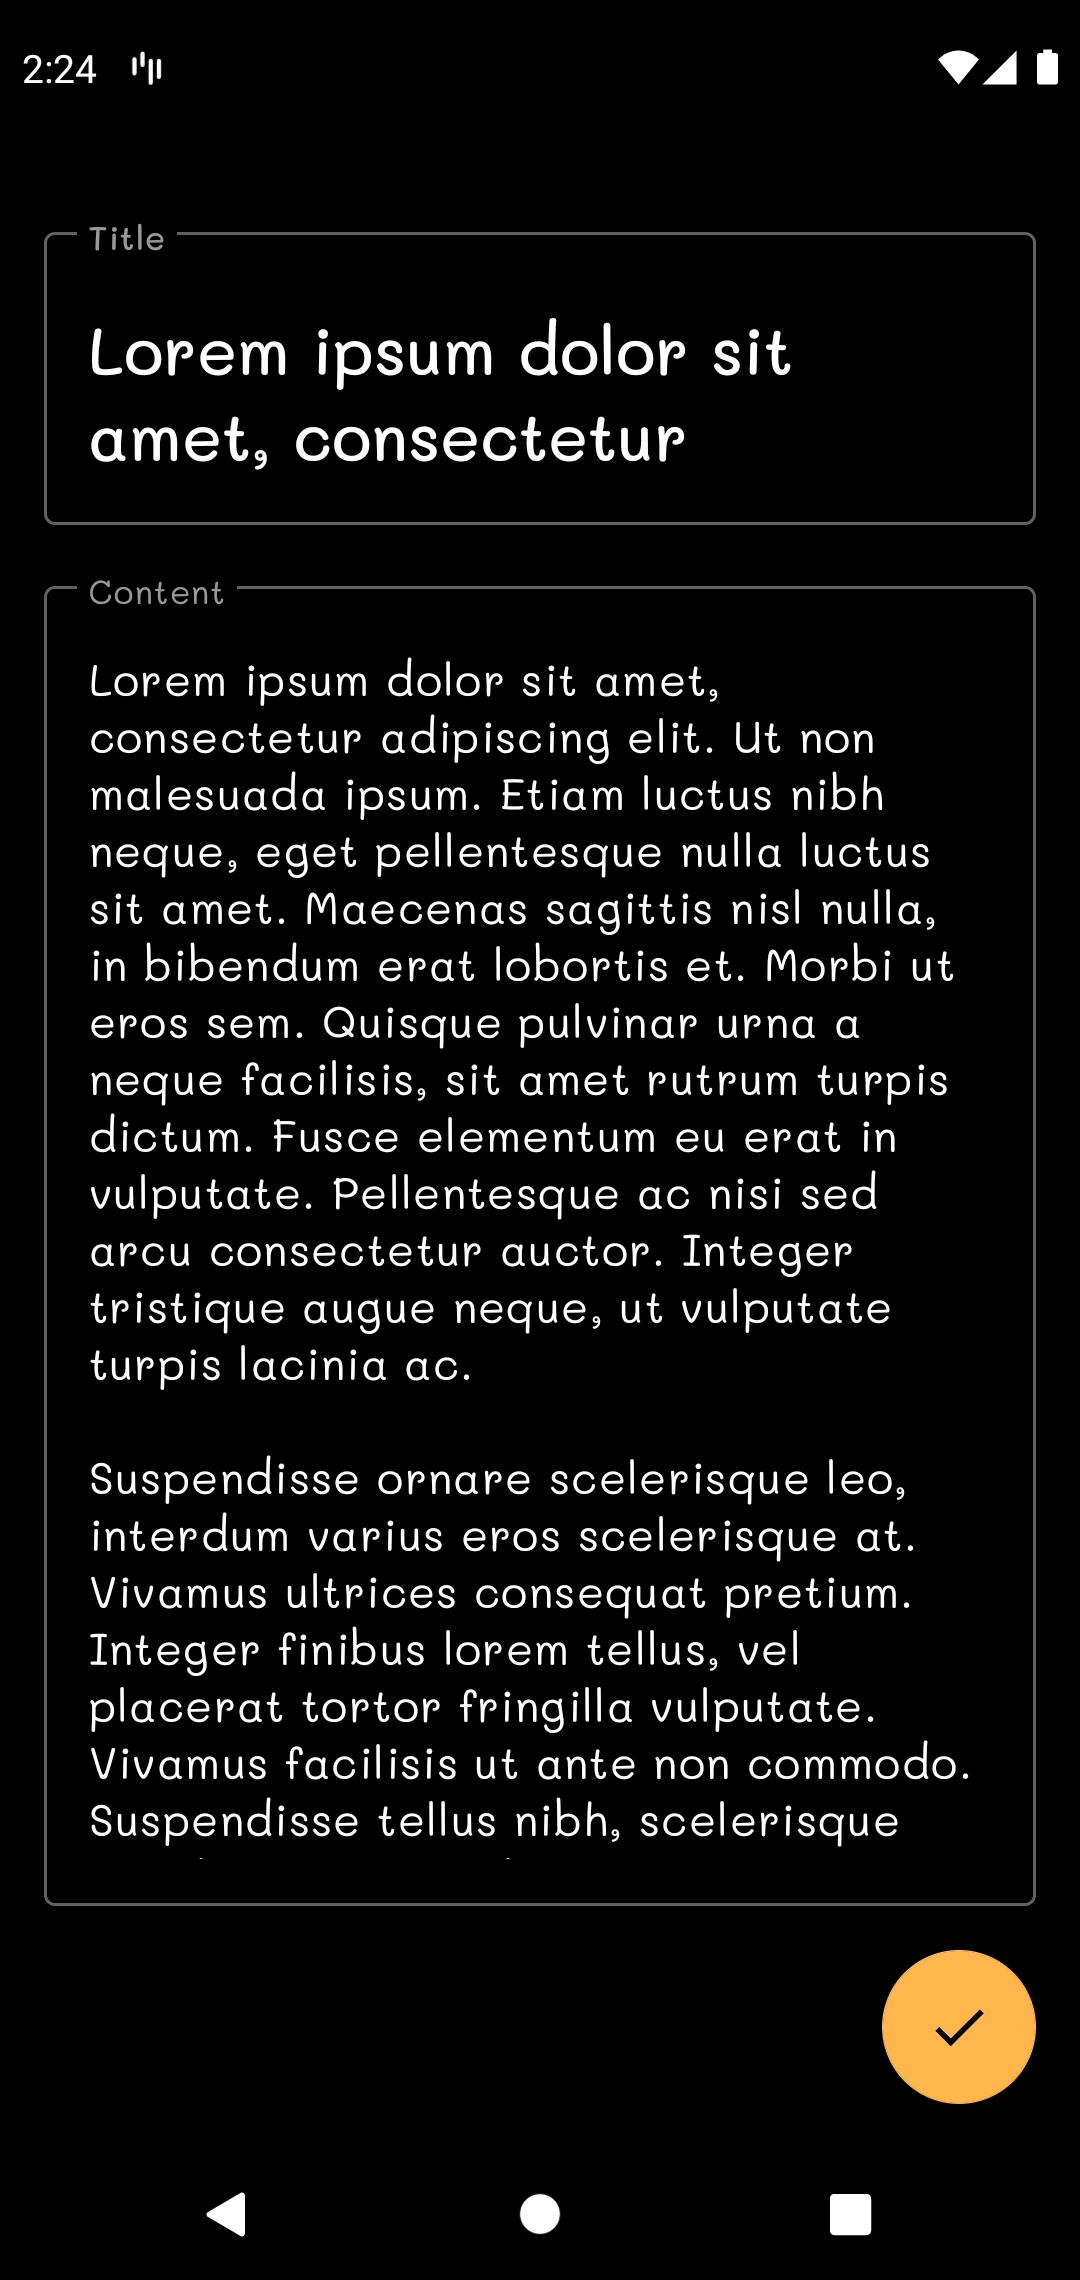 2:24
Title
Lorem ipsum dolor sit
amet, consectetur
Content
Lorem ipsum dolor sit amet,
consectetur adipiscing elit. Ut non
malesuada ipsum. Etiam luctus nibh
neque, eget pellentesque nulla luctus
sit amet. Maecenas sagittis nisl nulla,
in bibendum erat lobortis et. Morbi ut
eros sem. Quisque pulvinar urna a
neque facilisis, sit amet rutrum turpis
dictum. Fusce elementum eu erat in
vulputate. Pellentesque ac nisi sed
arcu consectetur auctor. Integer
tristique augue neque, ut vulputate
turpis lacinia ac.
Suspendisse ornare scelerisque leo,
interdum varius eros scelerisque at.
Vivamus ultrices consequat pretium.
Integer finibus lorem tellus, vel
placerat tortor fringilla vulputate.
Vivamus facilisis ut ante non commodo.
Suspendisse tellus nibh, scelerisque